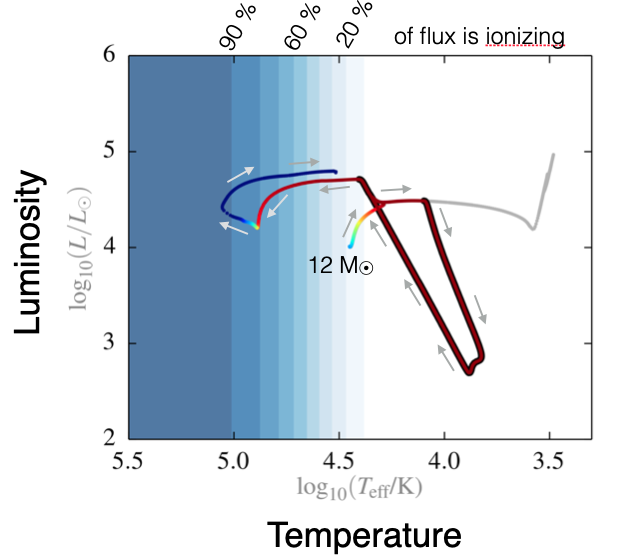 90 %
60 %
20 %
of flux is ionizing
6
5
4
3
2
Luminosity
log₁₀(L/L☉)
12 M☉
5.5
5.0
4.5
4.0
3.5
log₁₀(T_eff/K)
Temperature